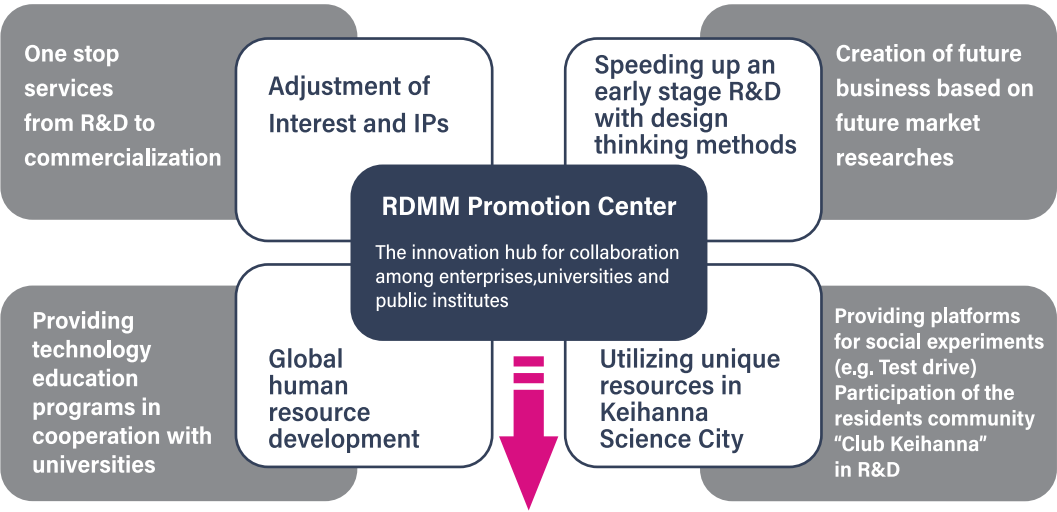 One stop
services
from R&D to
commercialization
Adjustment of
Interest and IPs
Speeding up an
early stage R&D
with design
thinking methods
Creation of future
business based on
future market
researches
RDMM Promotion Center
The innovation hub for collaboration
among enterprises,universities and
public institutes
Providing
technology
education
programs in
cooperation with
universities
Global
human
resource
development
Utilizing unique
resources in
Keihanna
Science City
Providing platforms
for social experiments
(e.g. Test drive)
Participation of the
residents community
“Club Keihanna”
in R&D